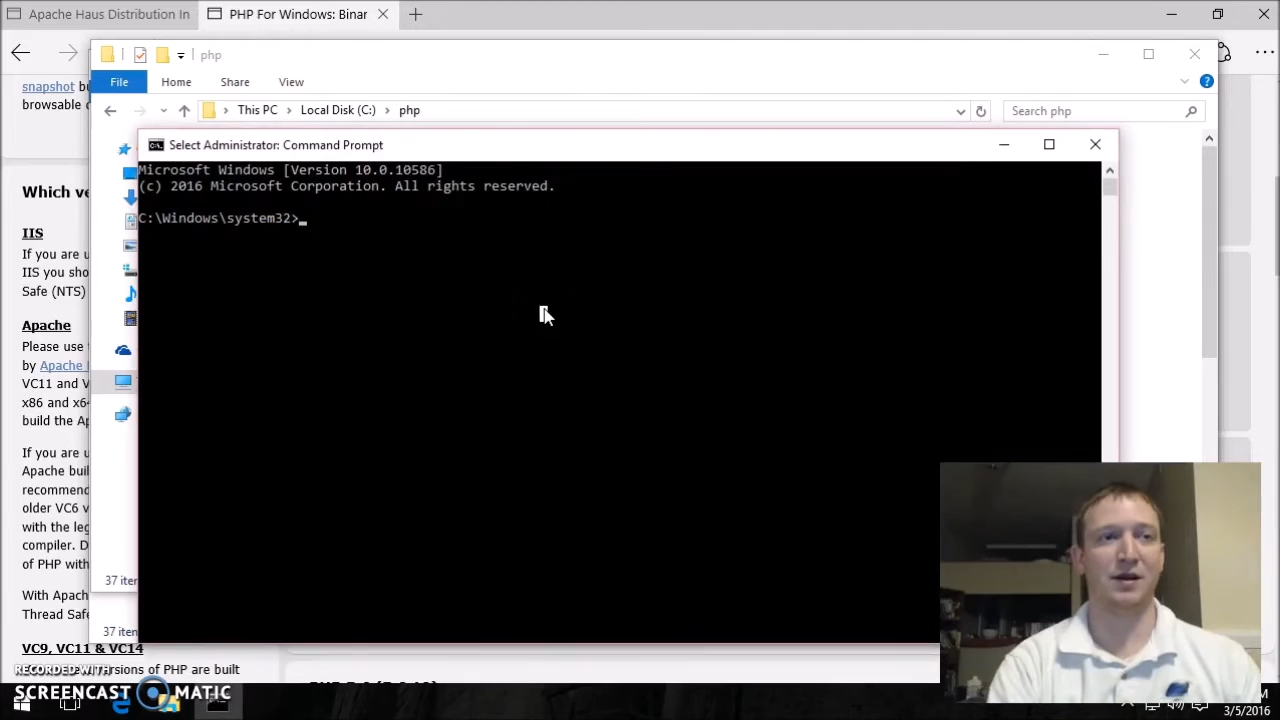 Apache Haus Distribution In
PHP For Windows: Binar
php
File
Home
Share
View
This PC
Local Disk (C:)
php
Search php
snapshot
browsable
Select Administrator: Command Prompt
Microsoft Windows [Version 10.0.10586]
(c) 2016 Microsoft Corporation. All rights reserved.
C:\Windows\system32>
Which ve
IIS
If you are u
IIS you sho
Safe (NTS)
Apache
Please use
by Apache
VC11 and V
x86 and x6
build the Ap
If you are u
Apache buil
recommend
older VC6 v
with the leg
compiler. D
of PHP with
With Apach
Thread Safe
VC9, VC11 & VC14
versions of PHP are built
37 iter
37 item
RECORDED WITH
SCREENCAST MATIC
3/5/2016